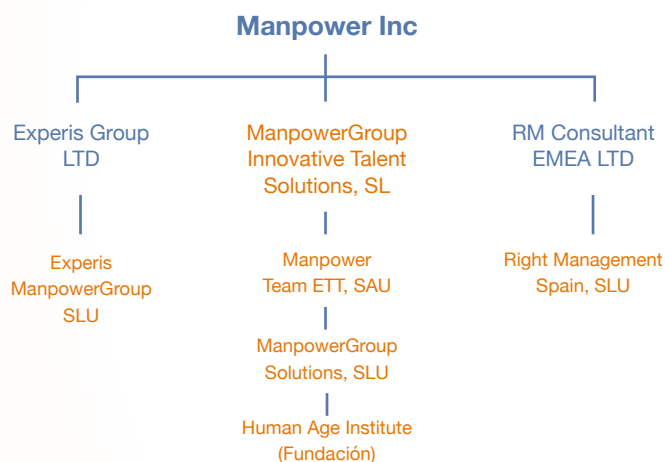 Manpower Inc
Experis Group
LTD
ManpowerGroup
Innovative Talent
Solutions, SL
RM Consultant
EMEA LTD
Experis
ManpowerGroup
SLU
Manpower
Team ETT, SAU
Right Management
Spain, SLU
ManpowerGroup
Solutions, SLU
Human Age Institute
(Fundación)